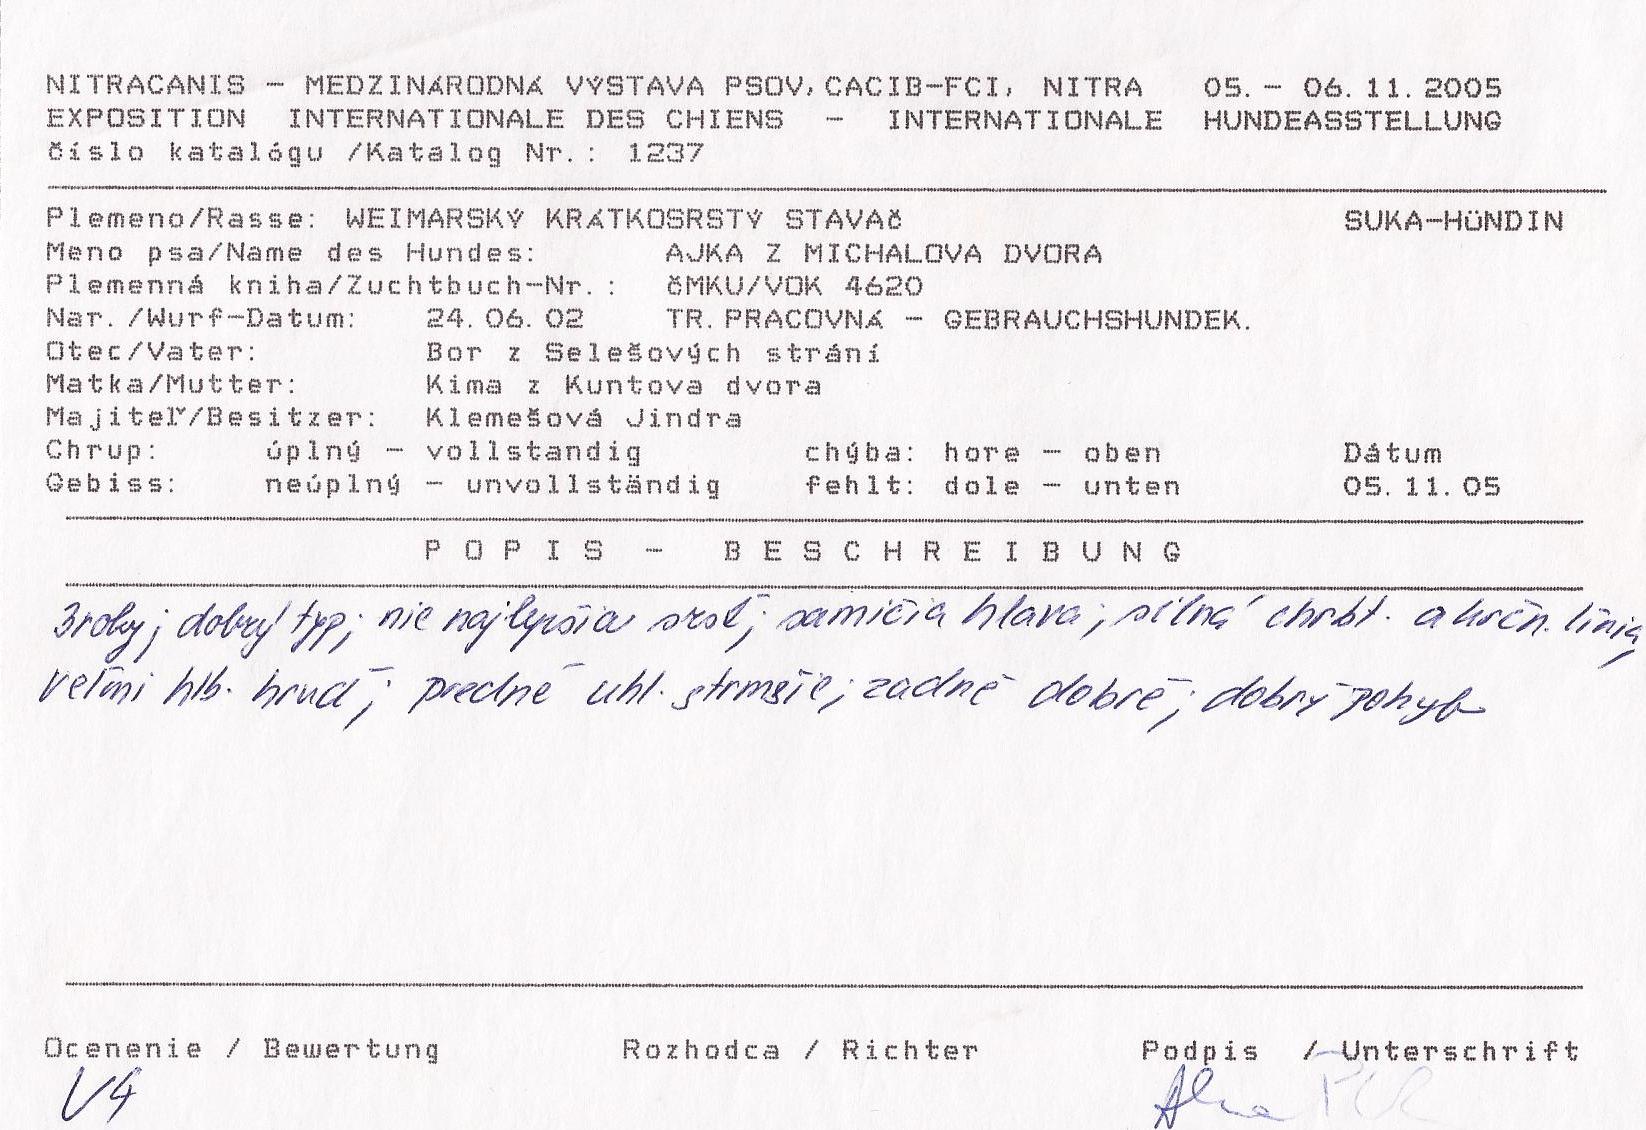 NITRACANIS - MEDZINÁRODNÁ VÝSTAVA PSOV, CACIB-FCI, NITRA 05. - 06. 11. 2005
EXPOSITION INTERNATIONALE DES CHIENS - INTERNATIONALE HUNDEASSTELLUNG
číslo katalógu /Katalog Nr.: 1237
Plemeno/Rasse: WEIMARSKÝ KRÁTKOSRSTÝ STAVAČ SUKA-HÜNDIN
Meno psa/Name des Hundes: AJKA Z MICHALOVA DVORA
Plemenná kniha/Zuchtbuch-Nr.: ČMKU/VOK 4620
Nar./Wurf-Datum: 24. 06. 02 TR. PRACOVNÁ - GEBRAUCHSHUNDEK.
Otec/Vater: Bor z Selešových strání
Matka/Mutter: Kima z Kuntova dvora
Majiteľ/Besitzer: Klemešová Jindra
Chrup: úplný - vollstandig chýba: hore - oben Dátum
Gebiss: neúplný - unvollständig fehlt: dole - unten 05. 11. 05
POPIS - BESCHREIBUNG
3 roky; dobrý typ; nie najlepšia srsť; samičia hlava; silná chrbt. a krčn. línia,
veľmi hlb. hruď; predné uhl. strmšie; zadné dobré; dobrý pohyb
Ocenenie / Bewertung Rozhodca / Richter Podpis / Unterschrift
V4